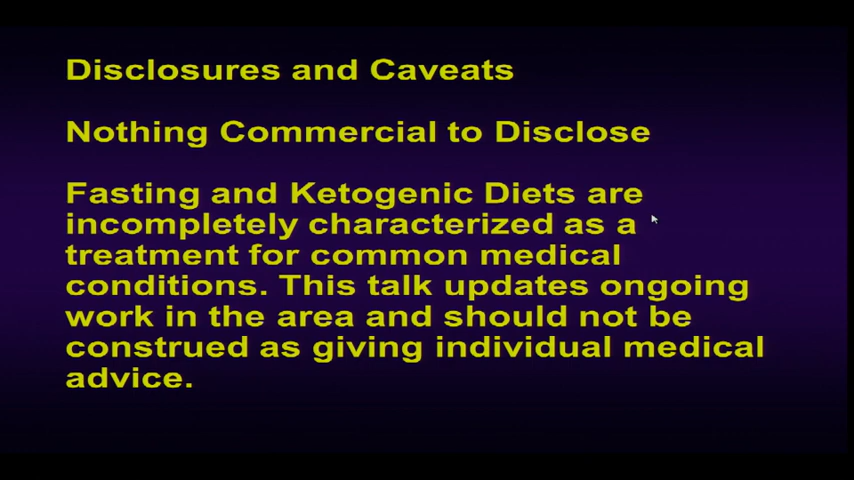 Disclosures and Caveats
Nothing Commercial to Disclose
Fasting and Ketogenic Diets are
incompletely characterized as a
treatment for common medical
conditions. This talk updates ongoing
work in the area and should not be
construed as giving individual medical
advice.